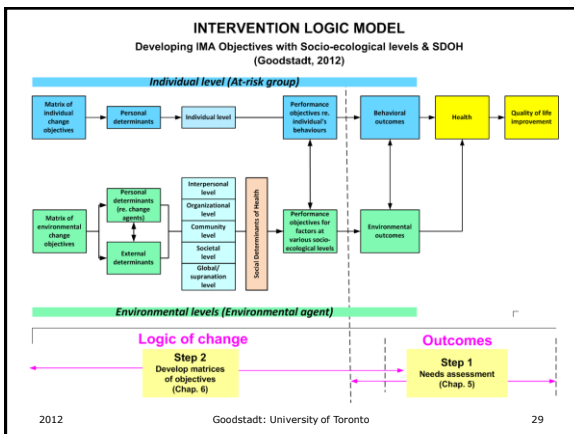 INTERVENTION LOGIC MODEL
Developing IMA Objectives with Socio-ecological levels & SDOH
(Goodstadt, 2012)
Individual level (At-risk group)
Matrix of
individual
change
objectives
Personal
determinants
Individual level
Performance
objectives re.
individual's
behaviours
Behavioral
outcomes
Health
Quality of life
improvement
Matrix of
environmental
change
objectives
Personal
determinants
(re. change
agents)
External
determinants
Interpersonal
level
Organizational
level
Community
level
Societal
level
Global/
supranation
level
Social Determinants of Health
Performance
objectives for
factors at
various socio-
ecological levels
Environmental
outcomes
Environmental levels (Environmental agent)
Logic of change
Outcomes
Step 2
Develop matrices
of objectives
(Chap. 6)
Step 1
Needs assessment
(Chap. 5)
2012
Goodstadt: University of Toronto
29